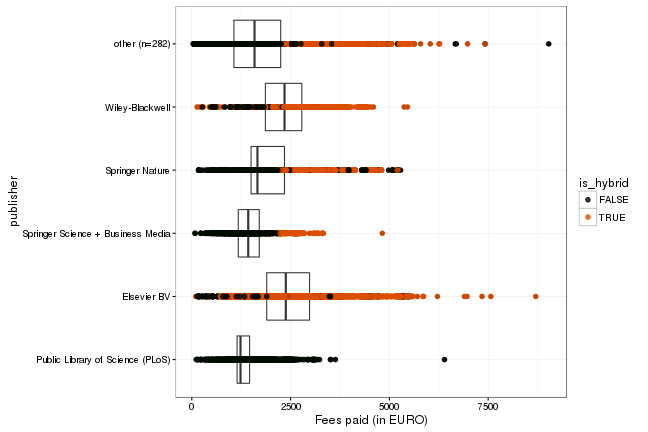 other (n=282)
Wiley-Blackwell
Springer Nature
Springer Science + Business Media
Elsevier BV
Public Library of Science (PLoS)
publisher
0
2500
5000
7500
Fees paid (in EURO)
is_hybrid
FALSE
TRUE